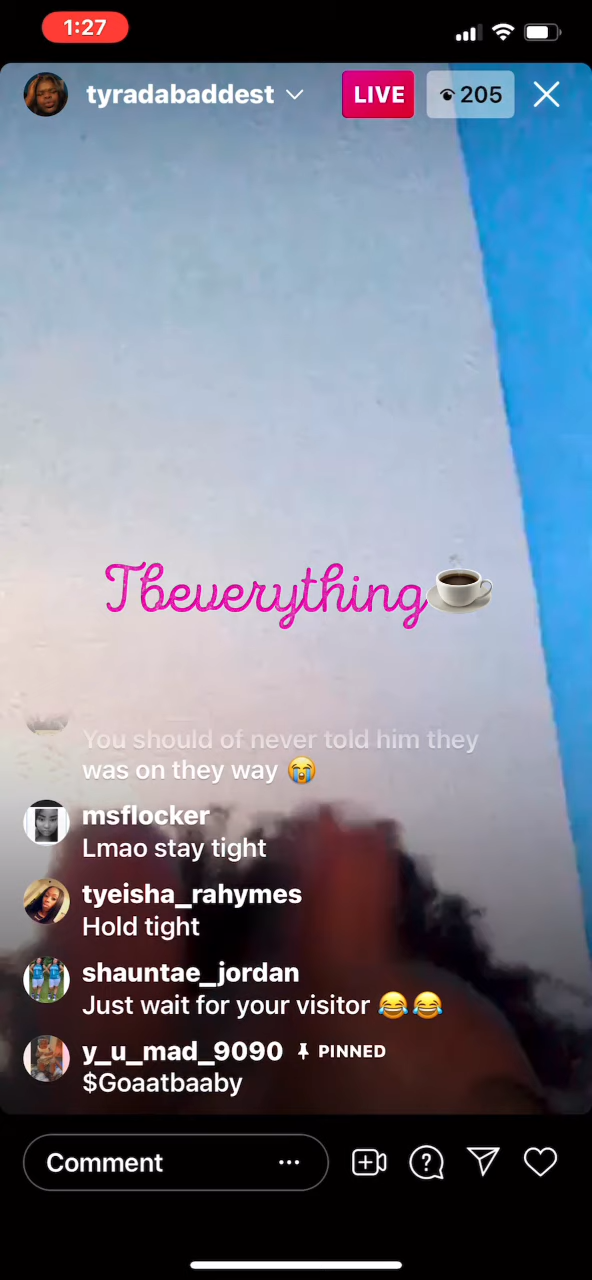 1:27
tyradabaddest
LIVE
205
Tbeverything
You should of never told him they
was on they way 😭
msflocker
Lmao stay tight
tyeisha_rahymes
Hold tight
shauntae_jordan
Just wait for your visitor 😂😂
y_u_mad_9090 PINNED
$Goaatbaaby
Comment